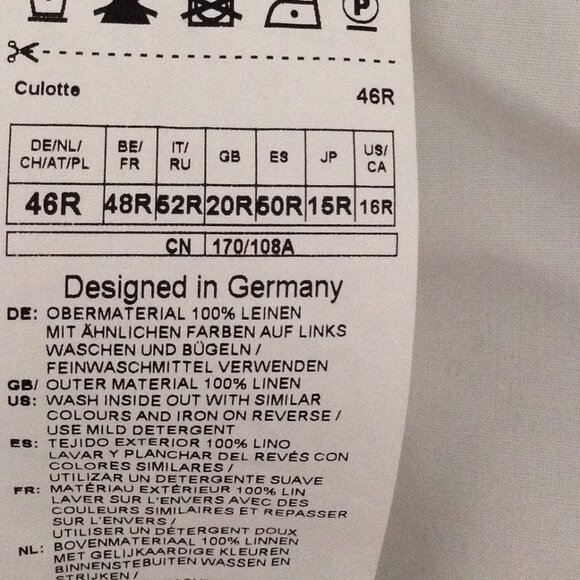 P
Culotte
46R
DE/NL/ BE/ IT/ GB ES JP US/
CH/AT/PL FR RU CA
46R 48R 52R 20R 50R 15R 16R
CN 170/108A
Designed in Germany
DE: OBERMATERIAL 100% LEINEN
MIT ÄHNLICHEN FARBEN AUF LINKS
WASCHEN UND BÜGELN /
FEINWASCHMITTEL VERWENDEN
GB/ OUTER MATERIAL 100% LINEN
US: WASH INSIDE OUT WITH SIMILAR
COLOURS AND IRON ON REVERSE /
USE MILD DETERGENT
ES: TEJIDO EXTERIOR 100% LINO
LAVAR Y PLANCHAR DEL REVÉS CON
COLORES SIMILARES /
UTILIZAR UN DETERGENTE SUAVE
FR: MATÉRIAU EXTÉRIEUR 100% LIN
LAVER SUR L'ENVERS AVEC DES
COULEURS SIMILAIRES ET REPASSER
SUR L'ENVERS /
UTILISER UN DÉTERGENT DOUX
NL: BOVENMATERIAAL 100% LINNEN
MET GELIJKAARDIGE KLEUREN
BINNENSTEBUITEN WASSEN EN
STRIJKEN /